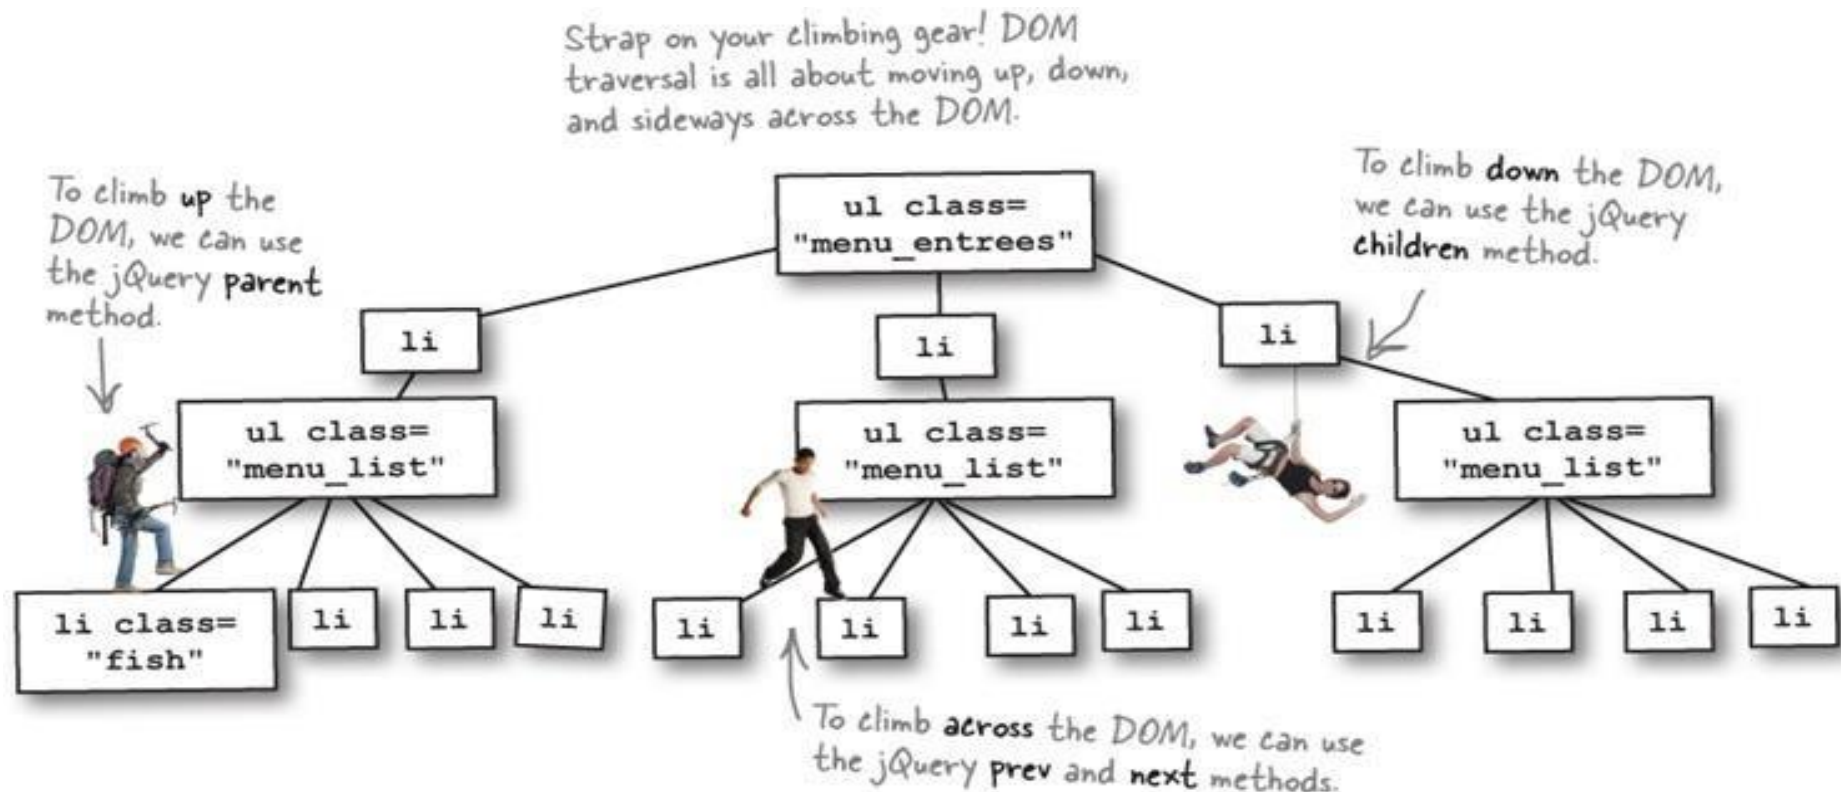 Strap on your climbing gear! DOM
traversal is all about moving up, down,
and sideways across the DOM.
To climb up the
DOM, we can use
the jQuery parent
method.
To climb down the DOM,
we can use the jQuery
children method.
ul class=
"menu_entrees"
li
li
li
ul class=
"menu_list"
ul class=
"menu_list"
ul class=
"menu_list"
li class=
"fish"
li
li
li
li
li
li
li
li
li
li
li
To climb across the DOM, we can use
the jQuery prev and next methods.